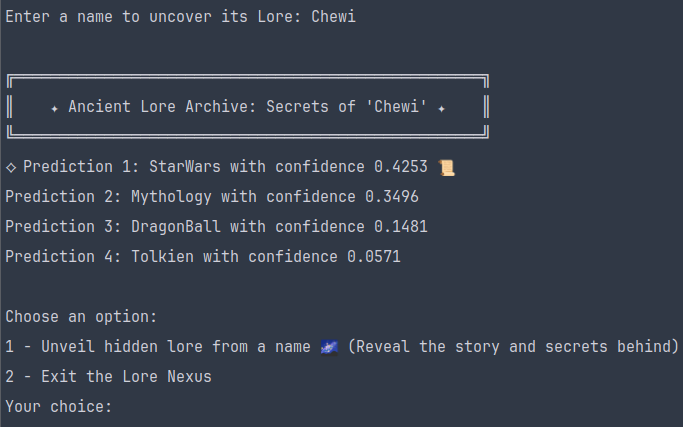 Enter a name to uncover its Lore: Chewi
✦ Ancient Lore Archive: Secrets of 'Chewi' ✦
◇ Prediction 1: StarWars with confidence 0.4253 📜
Prediction 2: Mythology with confidence 0.3496
Prediction 3: DragonBall with confidence 0.1481
Prediction 4: Tolkien with confidence 0.0571
Choose an option:
1 - Unveil hidden lore from a name 🌌 (Reveal the story and secrets behind)
2 - Exit the Lore Nexus
Your choice: